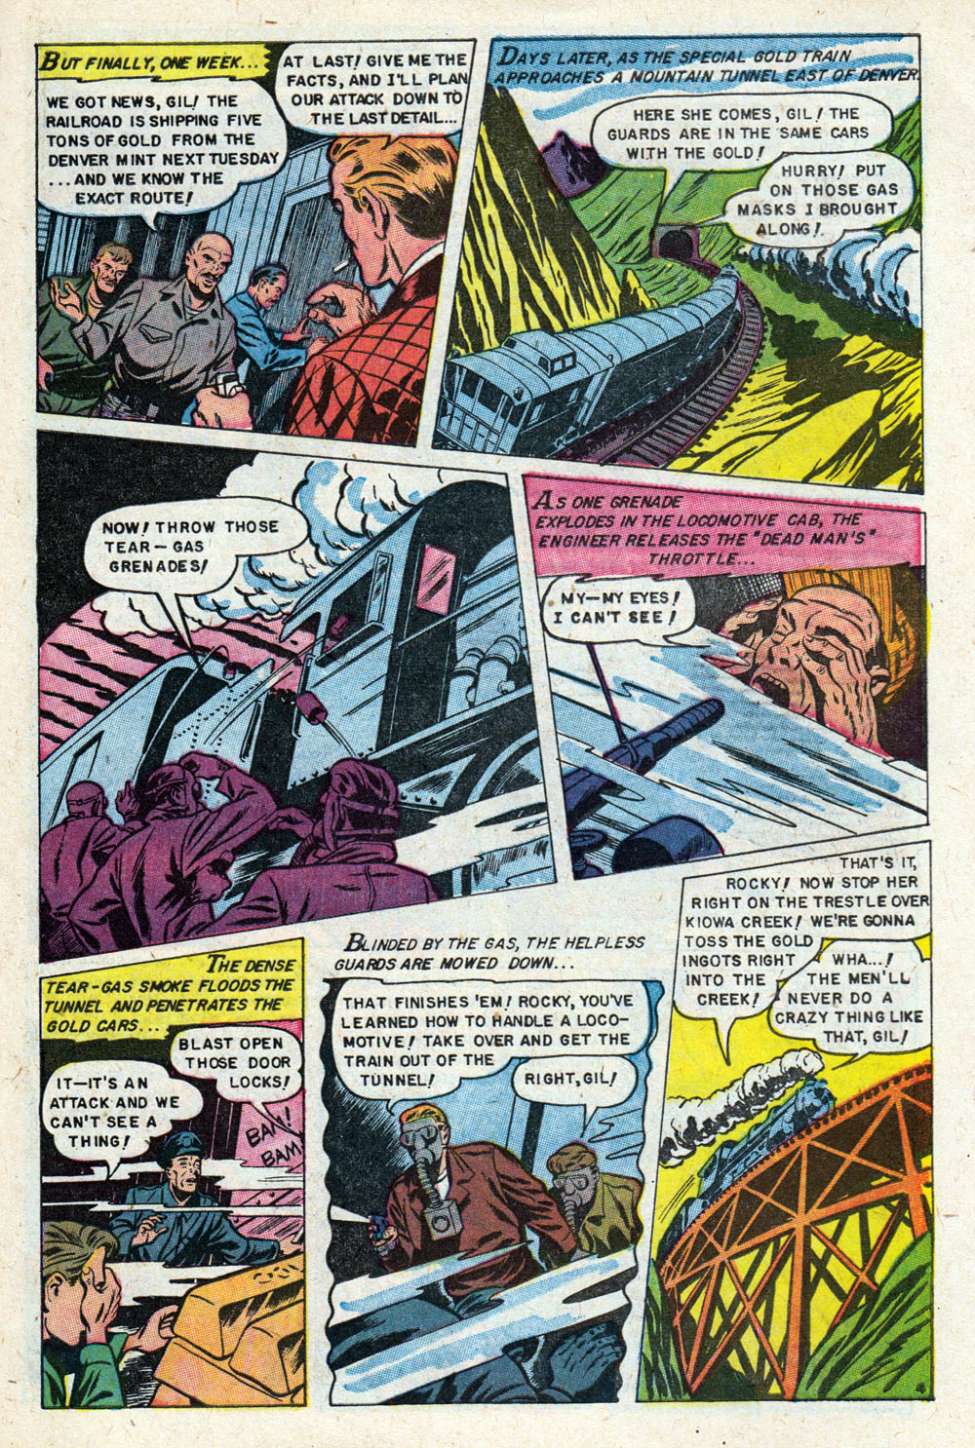 BUT FINALLY, ONE WEEK...
WE GOT NEWS, GIL! THE
RAILROAD IS SHIPPING FIVE
TONS OF GOLD FROM THE
DENVER MINT NEXT TUESDAY
...AND WE KNOW THE
EXACT ROUTE!
AT LAST! GIVE ME THE
FACTS, AND I'LL PLAN
OUR ATTACK DOWN TO
THE LAST DETAIL...
DAYS LATER, AS THE SPECIAL GOLD TRAIN
APPROACHES A MOUNTAIN TUNNEL EAST OF DENVER
HERE SHE COMES, GIL! THE
GUARDS ARE IN THE SAME CARS
WITH THE GOLD!
HURRY! PUT
ON THOSE GAS
MASKS I BROUGHT
ALONG!
NOW! THROW THOSE
TEAR-GAS
GRENADES!
AS ONE GRENADE
EXPLODES IN THE LOCOMOTIVE CAB, THE
ENGINEER RELEASES THE "DEAD MAN'S"
THROTTLE...
MY-MY EYES!
I CAN'T SEE!
THE DENSE
TEAR-GAS SMOKE FLOODS THE
TUNNEL AND PENETRATES THE
GOLD CARS...
BLAST OPEN
THOSE DOOR
LOCKS!
IT-IT'S AN
ATTACK AND WE
CAN'T SEE A
THING!
BAN!
BAM!
BLINDED BY THE GAS, THE HELPLESS
GUARDS ARE MOWED DOWN...
THAT FINISHES 'EM! ROCKY, YOU'VE
LEARNED HOW TO HANDLE A LOCO-
MOTIVE! TAKE OVER AND GET THE
TRAIN OUT OF THE
TUNNEL!
RIGHT, GIL!
THAT'S IT,
ROCKY! NOW STOP HER
RIGHT ON THE TRESTLE OVER
KIOWA CREEK! WE'RE GONNA
TOSS THE GOLD
INGOTS RIGHT
INTO THE
CREEK!
WHA...!
THE MEN'LL
NEVER DO A
CRAZY THING LIKE
THAT, GIL!
4